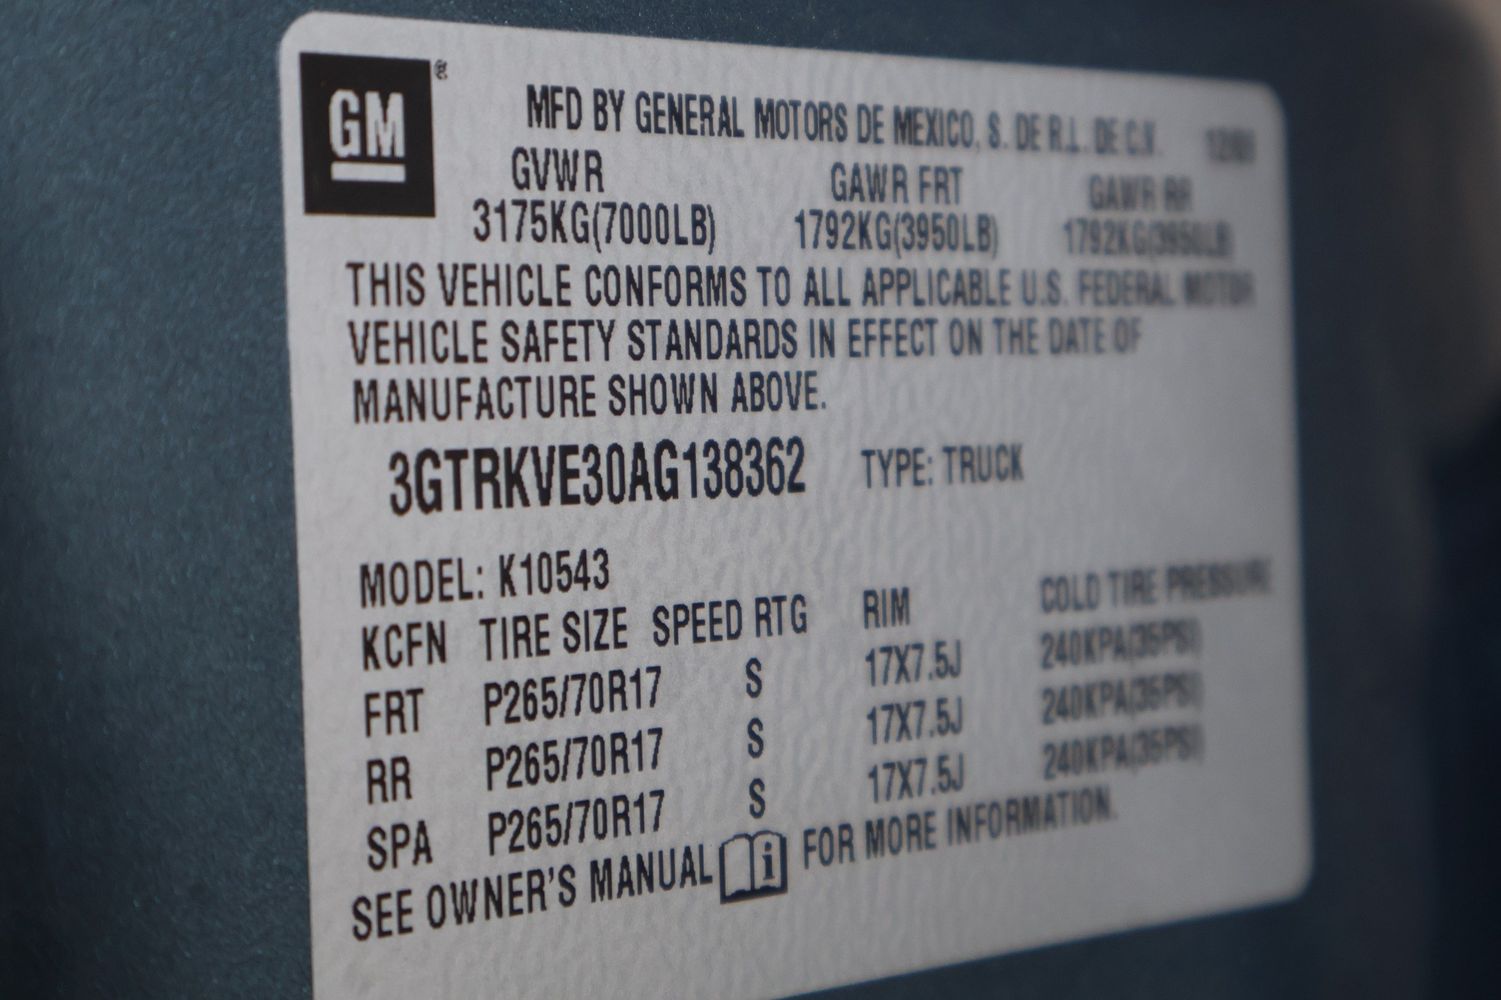 GM®
MFD BY GENERAL MOTORS DE MEXICO, S. DE R.L. DE C.V.
GVWR GAWR FRT GAWR RR
3175KG(7000LB) 1792KG(3950LB) 1792KG(3950LB
THIS VEHICLE CONFORMS TO ALL APPLICABLE U.S. FEDERAL MOTOR
VEHICLE SAFETY STANDARDS IN EFFECT ON THE DATE OF
MANUFACTURE SHOWN ABOVE.
3GTRKVE30AG138362 TYPE: TRUCK
MODEL: K10543
KCFN TIRE SIZE SPEED RTG RIM COLD TIRE PRESSURE
FRT P265/70R17 S 17X7.5J 240KPA(35PSI)
RR P265/70R17 S 17X7.5J 240KPA(35PSI)
SPA P265/70R17 S 17X7.5J 240KPA(35PSI)
SEE OWNER'S MANUAL i FOR MORE INFORMATION.